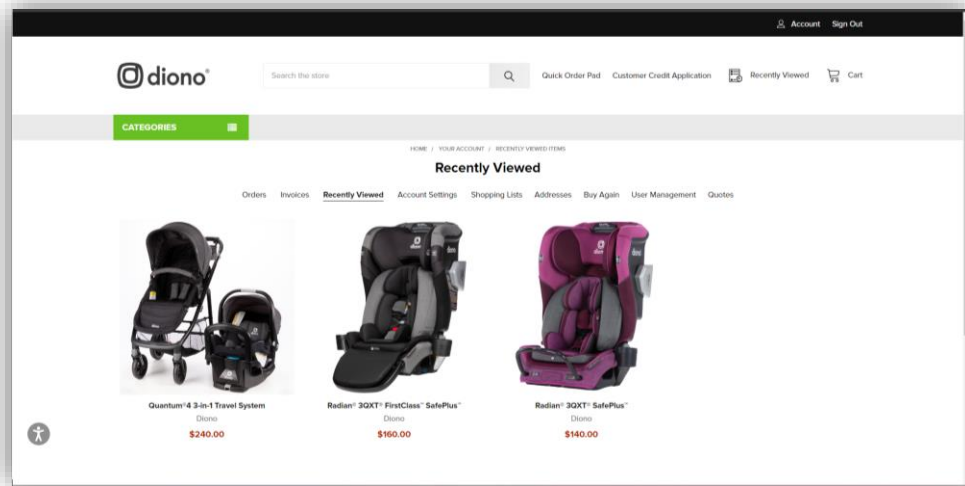 Account Sign Out
diono®
Search the store
Quick Order Pad Customer Credit Application Recently Viewed Cart
CATEGORIES
HOME / YOUR ACCOUNT / RECENTLY VIEWED ITEMS
Recently Viewed
Orders Invoices Recently Viewed Account Settings Shopping Lists Addresses Buy Again User Management Quotes
diono
diono
Quantum®4 3-in-1 Travel System
Radian® 3QXT® FirstClass™ SafePlus™
Radian® 3QXT® SafePlus™
Diono
Diono
Diono
$240.00
$160.00
$140.00